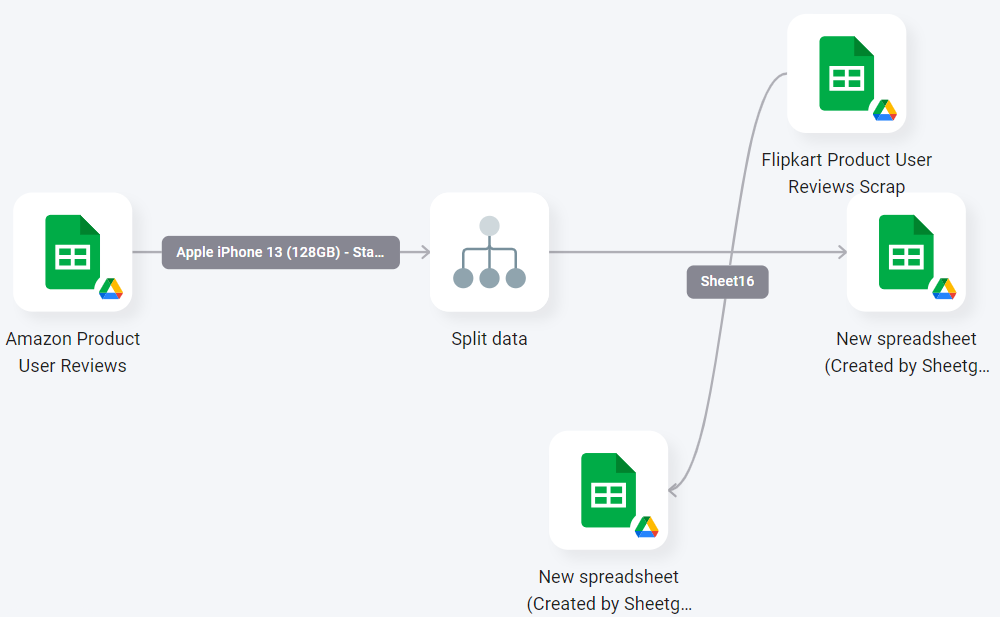 Flipkart Product User
Reviews Scrap
Apple iPhone 13 (128GB) - Sta...
Sheet16
Amazon Product
User Reviews
Split data
New spreadsheet
(Created by Sheetg...
New spreadsheet
(Created by Sheetg...